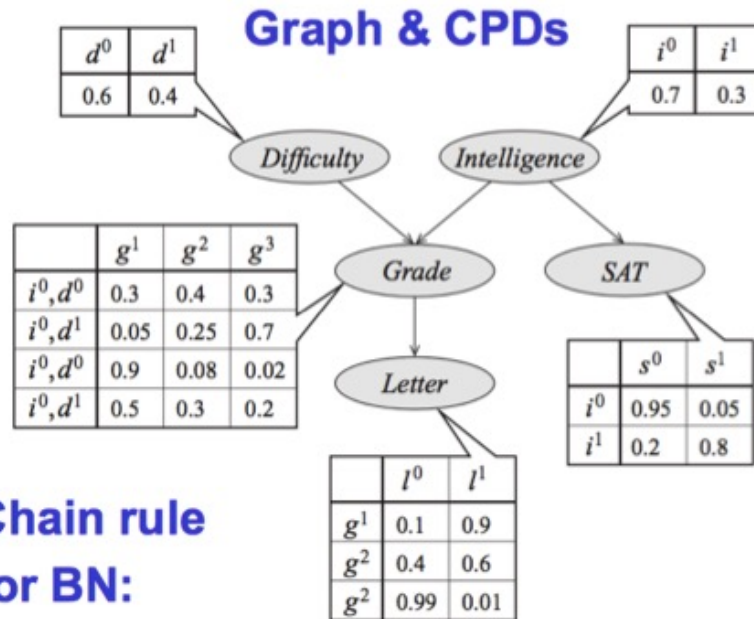 Graph & CPDs
d⁰ d¹
0.6 0.4
i⁰ i¹
0.7 0.3
Difficulty
Intelligence
g¹ g² g³
i⁰,d⁰ 0.3 0.4 0.3
i⁰,d¹ 0.05 0.25 0.7
i⁰,d⁰ 0.9 0.08 0.02
i⁰,d¹ 0.5 0.3 0.2
Grade
SAT
s⁰ s¹
i⁰ 0.95 0.05
i¹ 0.2 0.8
Letter
l⁰ l¹
g¹ 0.1 0.9
g² 0.4 0.6
g² 0.99 0.01
Chain rule
or BN: